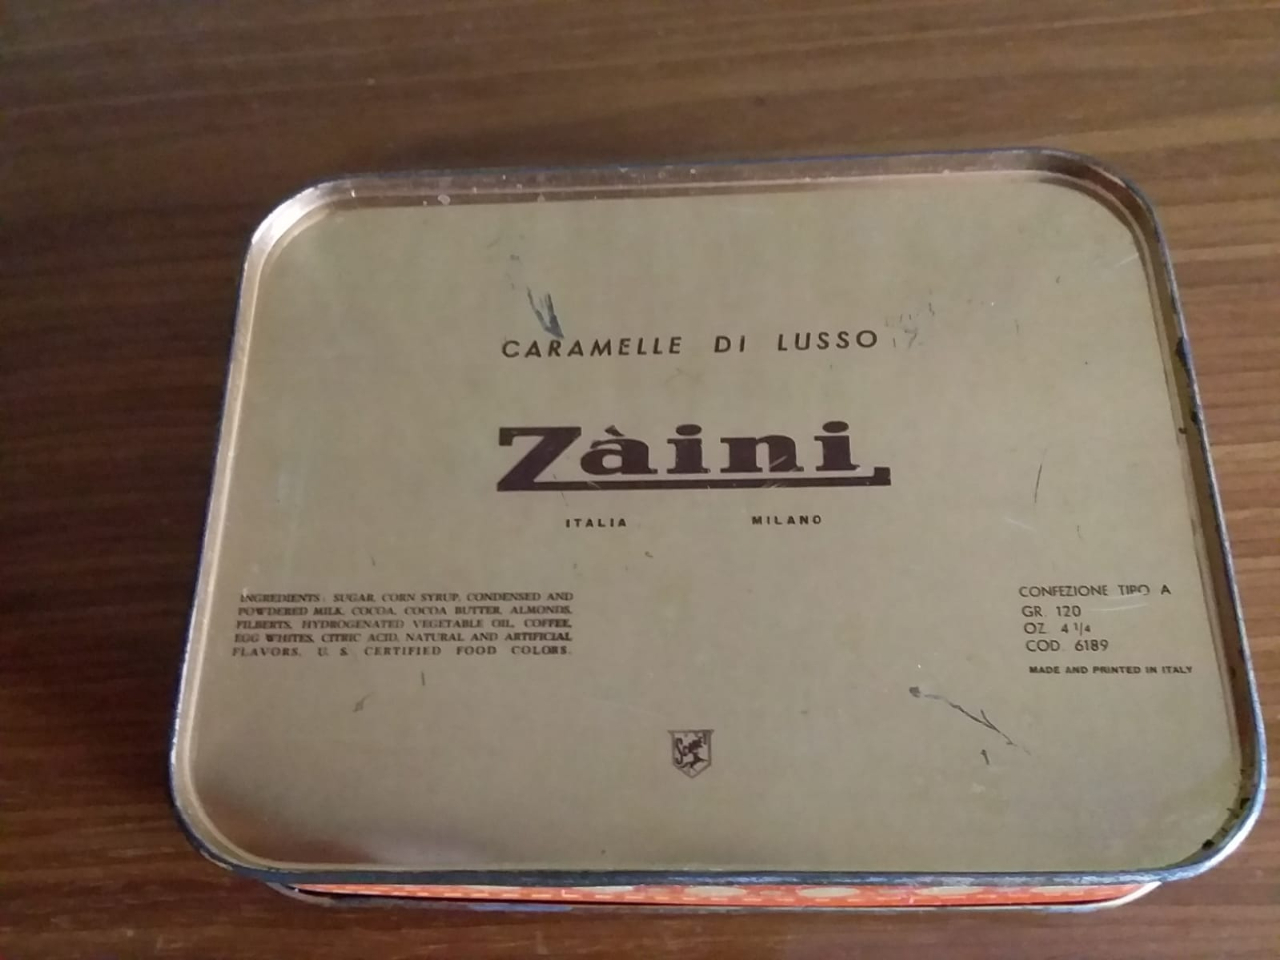 CARAMELLE DI LUSSO
Zàini
ITALIA MILANO
INGREDIENTS: SUGAR, CORN SYRUP, CONDENSED AND
POWDERED MILK, COCOA, COCOA BUTTER, ALMONDS,
FILBERTS, HYDROGENATED VEGETABLE OIL, COFFEE,
EGG WHITES, CITRIC ACID, NATURAL AND ARTIFICIAL
FLAVORS, U. S. CERTIFIED FOOD COLORS.
CONFEZIONE TIPO A
GR. 120
OZ. 4 1/4
COD. 6189
MADE AND PRINTED IN ITALY